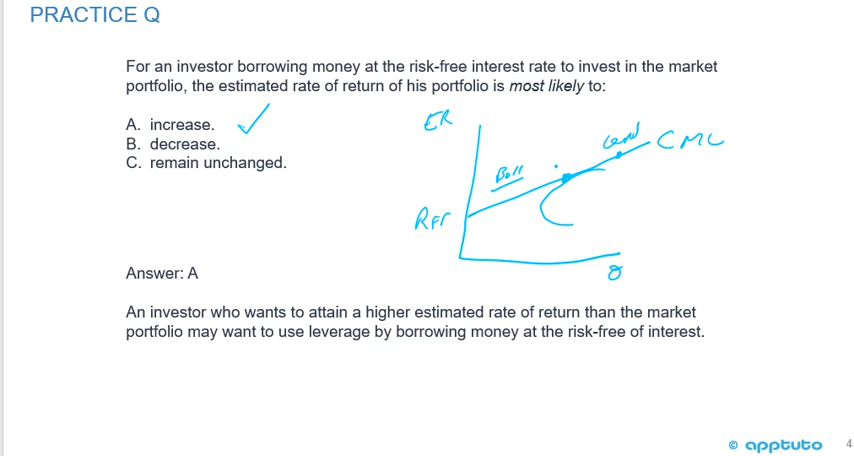 PRACTICE Q
For an investor borrowing money at the risk-free interest rate to invest in the market
portfolio, the estimated rate of return of his portfolio is most likely to:
A. increase.
B. decrease.
C. remain unchanged.
ER
Lend
CML
RFr
Answer: A
An investor who wants to attain a higher estimated rate of return than the market
portfolio may want to use leverage by borrowing money at the risk-free of interest.
© apptuto
4